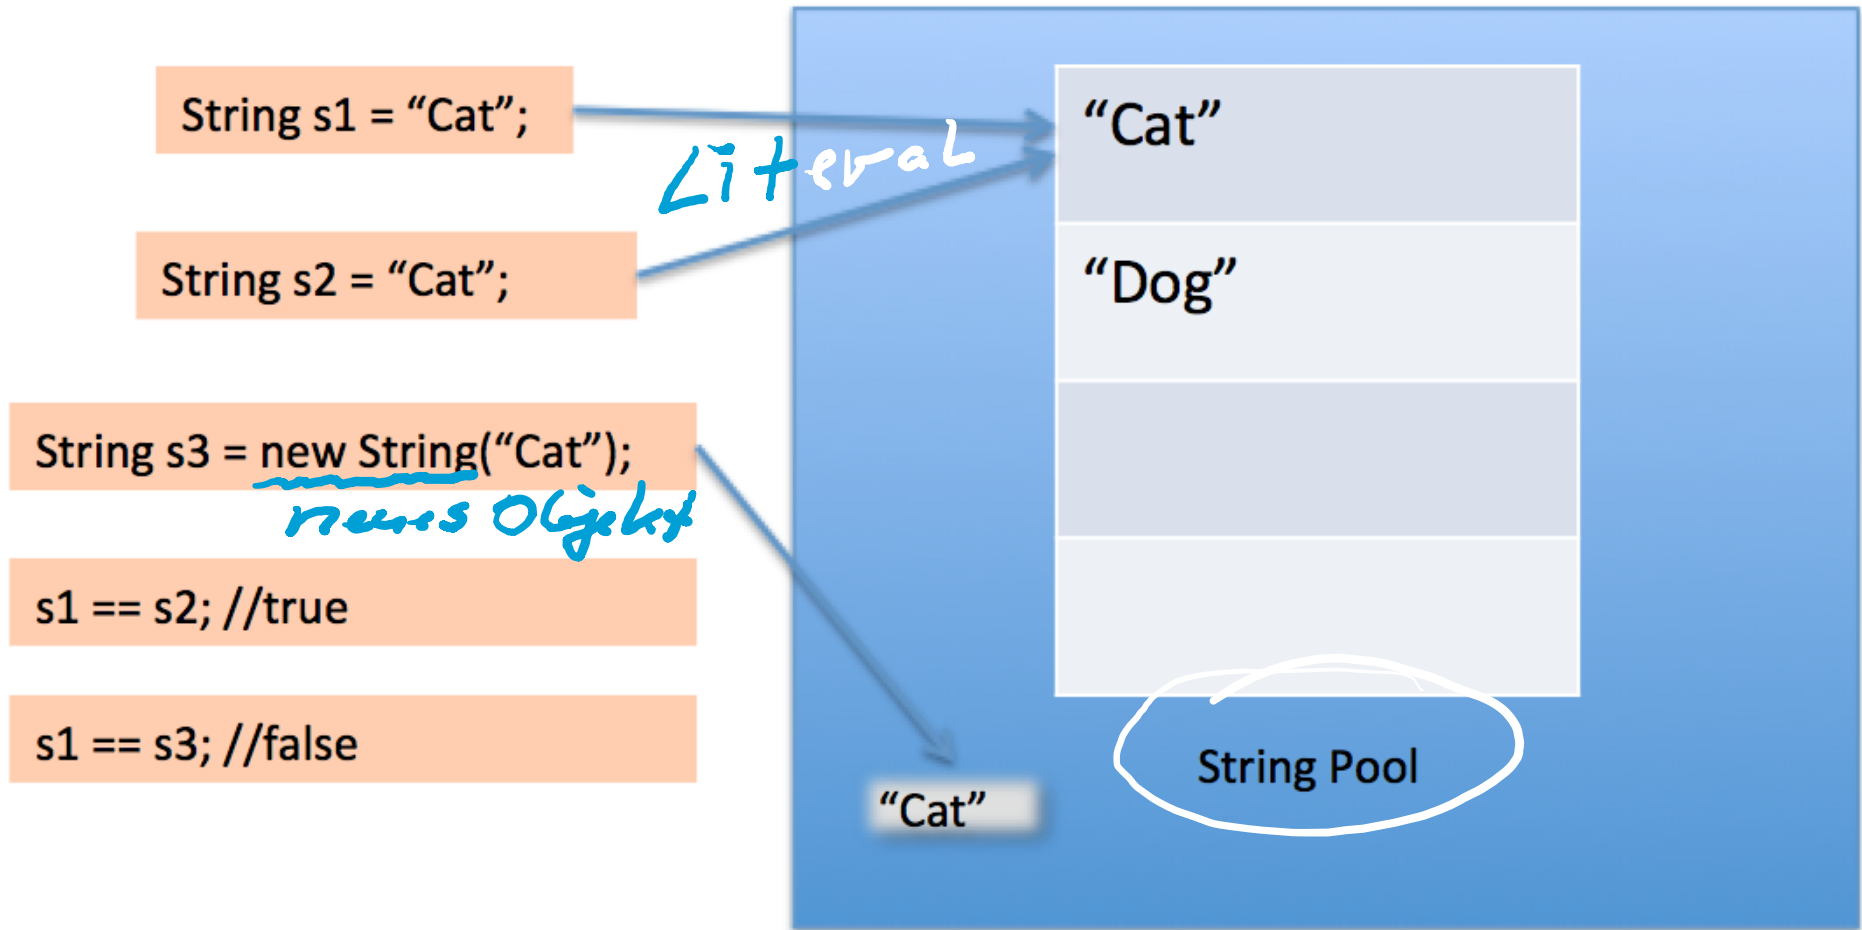 String s1 = “Cat”;
Literal
String s2 = “Cat”;
String s3 = new String(“Cat”);
neues Objekt
s1 == s2; //true
s1 == s3; //false
“Cat”
“Dog”
String Pool
“Cat”